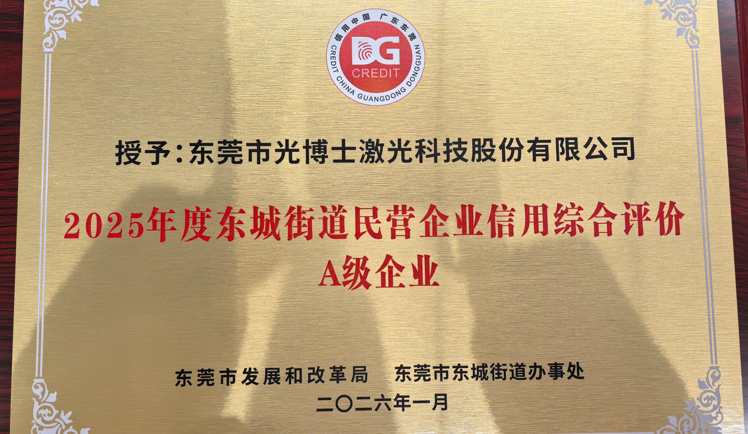 信用中国 广东东莞
DG
CREDIT
CREDIT CHINA GUANGDONG DONGGUAN
授予：东莞市光博士激光科技股份有限公司
2025年度东城街道民营企业信用综合评价
A级企业
东莞市发展和改革局 东莞市东城街道办事处
二〇二六年一月